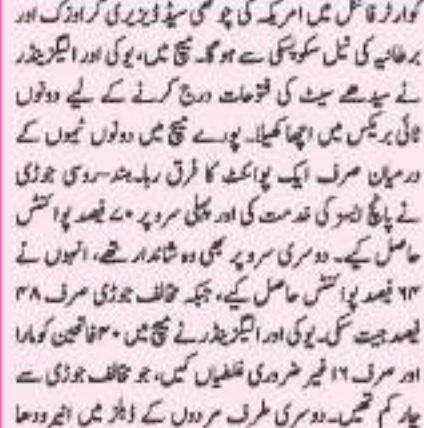 کوارٹر فائنل میں امریکہ کی چوتھی سیڈ ڈیزیری کراوزک اور
برطانیہ کی نیل سکوپسکی سے ہوگا۔ میچ میں، یوکی اور الیگزینڈر
نے سیدھے سیٹ کی فتوحات درج کرنے کے لیے دونوں
ٹائی بریکس میں اچھا کھیلا۔ پورے میچ میں دونوں ٹیموں کے
درمیان صرف ایک پوائنٹ کا فرق رہا۔ ہند-روسی جوڑی
نے پانچ ایسز کی خدمت کی اور پہلی سرو پر ۷۰ فیصد پوائنٹس
حاصل کیے۔ دوسری سرو پر بھی وہ شاندار تھے، انہوں نے
۶۴ فیصد پوائنٹس حاصل کیے، جبکہ مخالف جوڑی صرف ۴۸
فیصد جیت سکی۔ یوکی اور الیگزینڈر نے میچ میں ۳۰ فاتحین کو مارا
اور صرف ۱۶ غیر ضروری غلطیاں کیں، جو مخالف جوڑی سے
چار کم تھیں۔ دوسری طرف مردوں کے ڈبلز میں انیرودھا